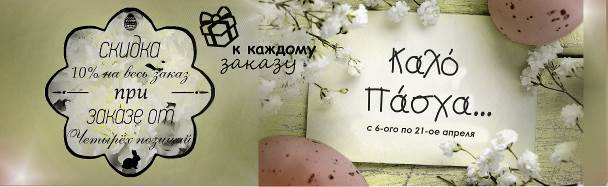 СКИДКА
10% на весь заказ
при
ЗАКАЗЕ ОТ
Четырёх позиций
к каждому
заказу
Καλό
Πάσχα...
с 6-ого по 21-ое апреля